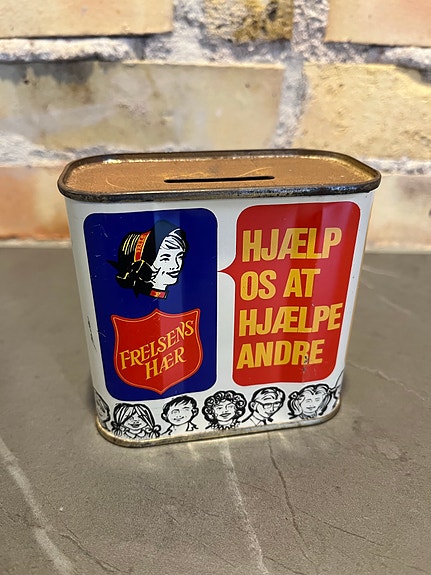 FRELSENS
HÆR
HJÆLP
OS AT
HJÆLPE
ANDRE